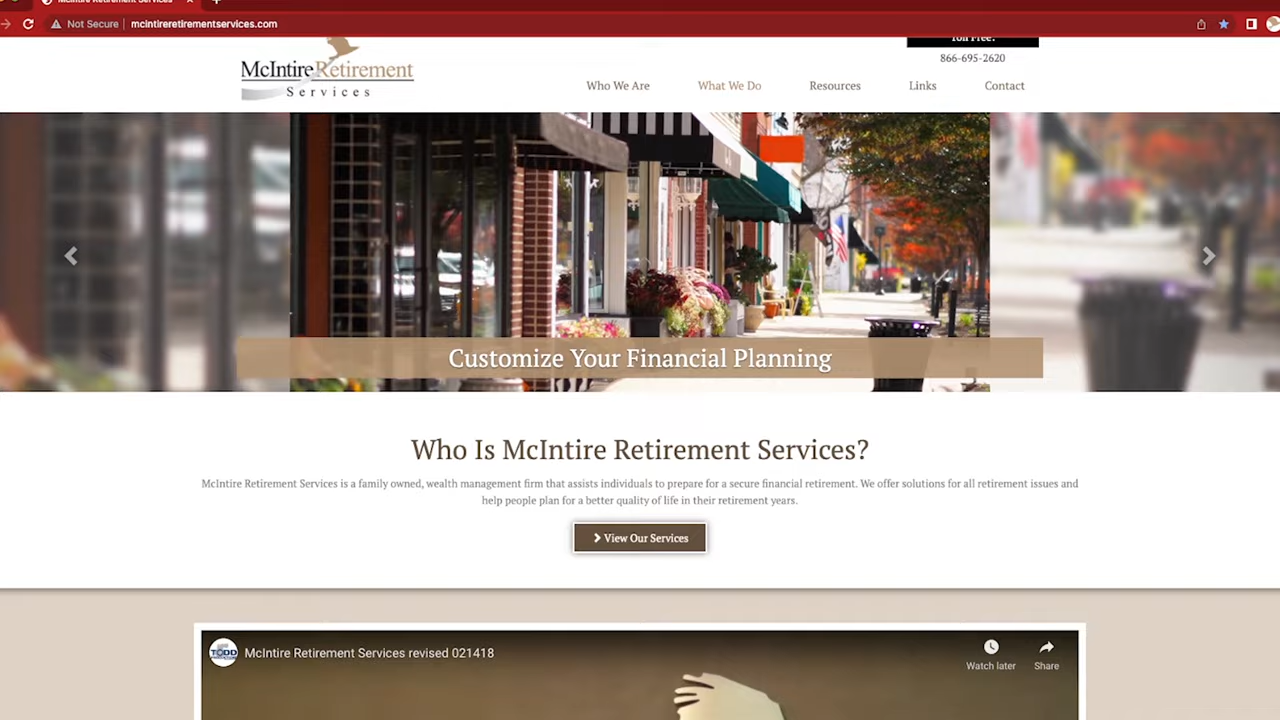 McIntire Retirement Services
Not Secure
mcintireretirementservices.com
Toll Free:
866-695-2620
McIntireRetirement
Services
Who We Are
What We Do
Resources
Links
Contact
Customize Your Financial Planning
Who Is McIntire Retirement Services?
McIntire Retirement Services is a family owned, wealth management firm that assists individuals to prepare for a secure financial retirement. We offer solutions for all retirement issues and
help people plan for a better quality of life in their retirement years.
View Our Services
TODD
McIntire Retirement Services revised 021418
Watch later
Share